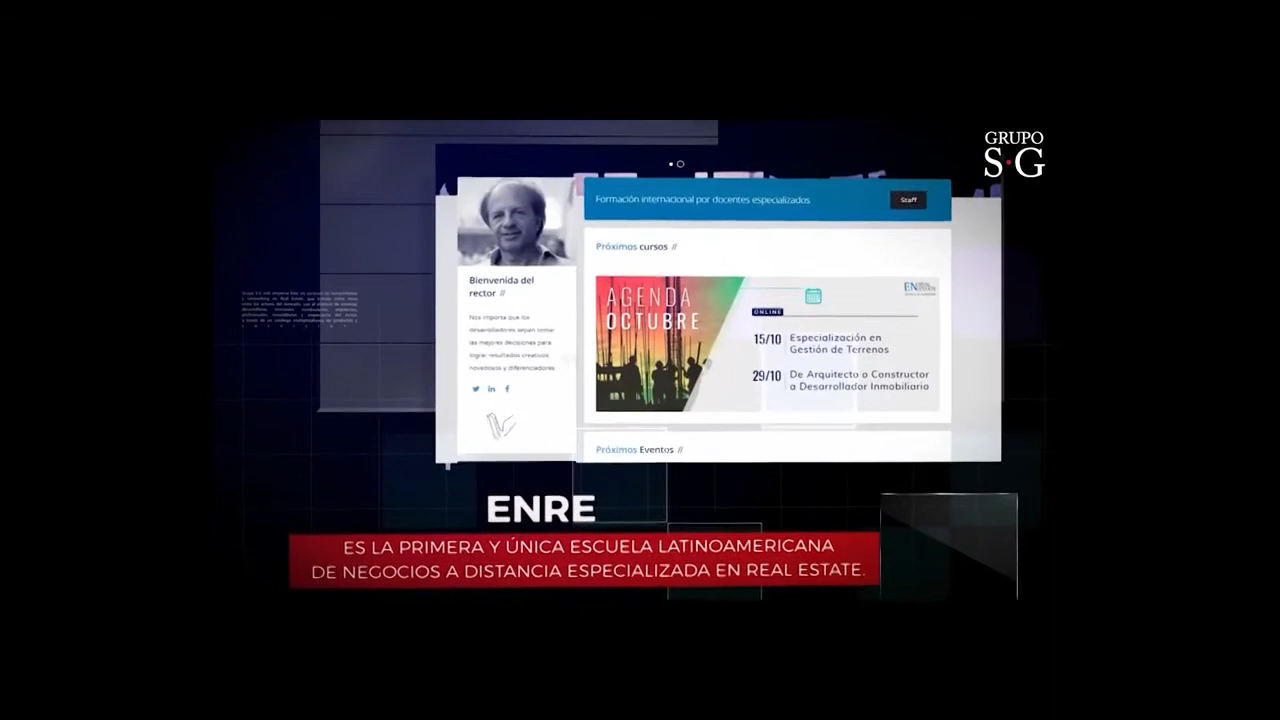 GRUPO
S·G
Formación internacional por docentes especializados
Staff
Próximos cursos //
Bienvenida del
rector //
Nos importa que los
desarrolladores sepan tomar
las mejores decisiones para
lograr resultados creativos,
novedosos y diferenciadores
AGENDA
OCTUBRE
EN
ONLINE
15/10 Especialización en
Gestión de Terrenos
29/10 De Arquitecto o Constructor
a Desarrollador Inmobiliario
Próximos Eventos //
ENRE
ES LA PRIMERA Y ÚNICA ESCUELA LATINOAMERICANA
DE NEGOCIOS A DISTANCIA ESPECIALIZADA EN REAL ESTATE.